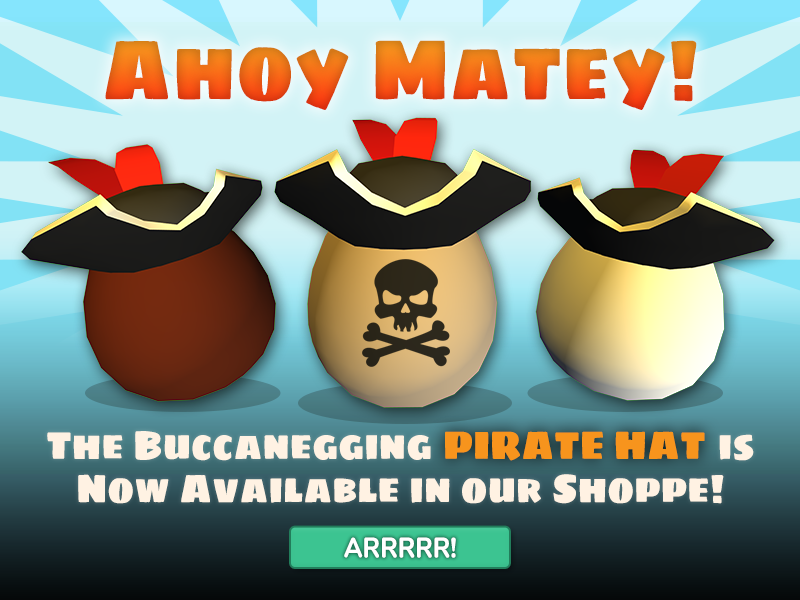 Ahoy Matey!
The Buccanegging PIRATE HAT is
Now Available in our Shoppe!
ARRRRR!